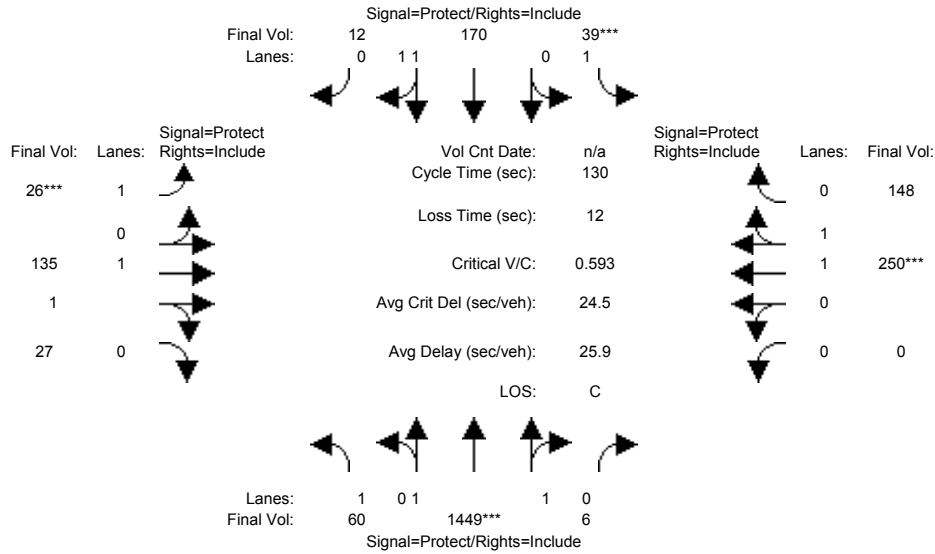 Signal=Protect/Rights=Include
Final Vol: 12 170 39***
Lanes: 0 1 1 0 1
Signal=Protect
Final Vol: Lanes: Rights=Include
Vol Cnt Date: n/a
Signal=Protect
Rights=Include Lanes: Final Vol:
26*** 1
Cycle Time (sec): 130
0 148
0
Loss Time (sec): 12
1
135 1
Critical V/C: 0.593
1 250***
1
Avg Crit Del (sec/veh): 24.5
0
27 0
Avg Delay (sec/veh): 25.9
0 0
LOS: C
Lanes: 1 0 1 1 0
Final Vol: 60 1449*** 6
Signal=Protect/Rights=Include